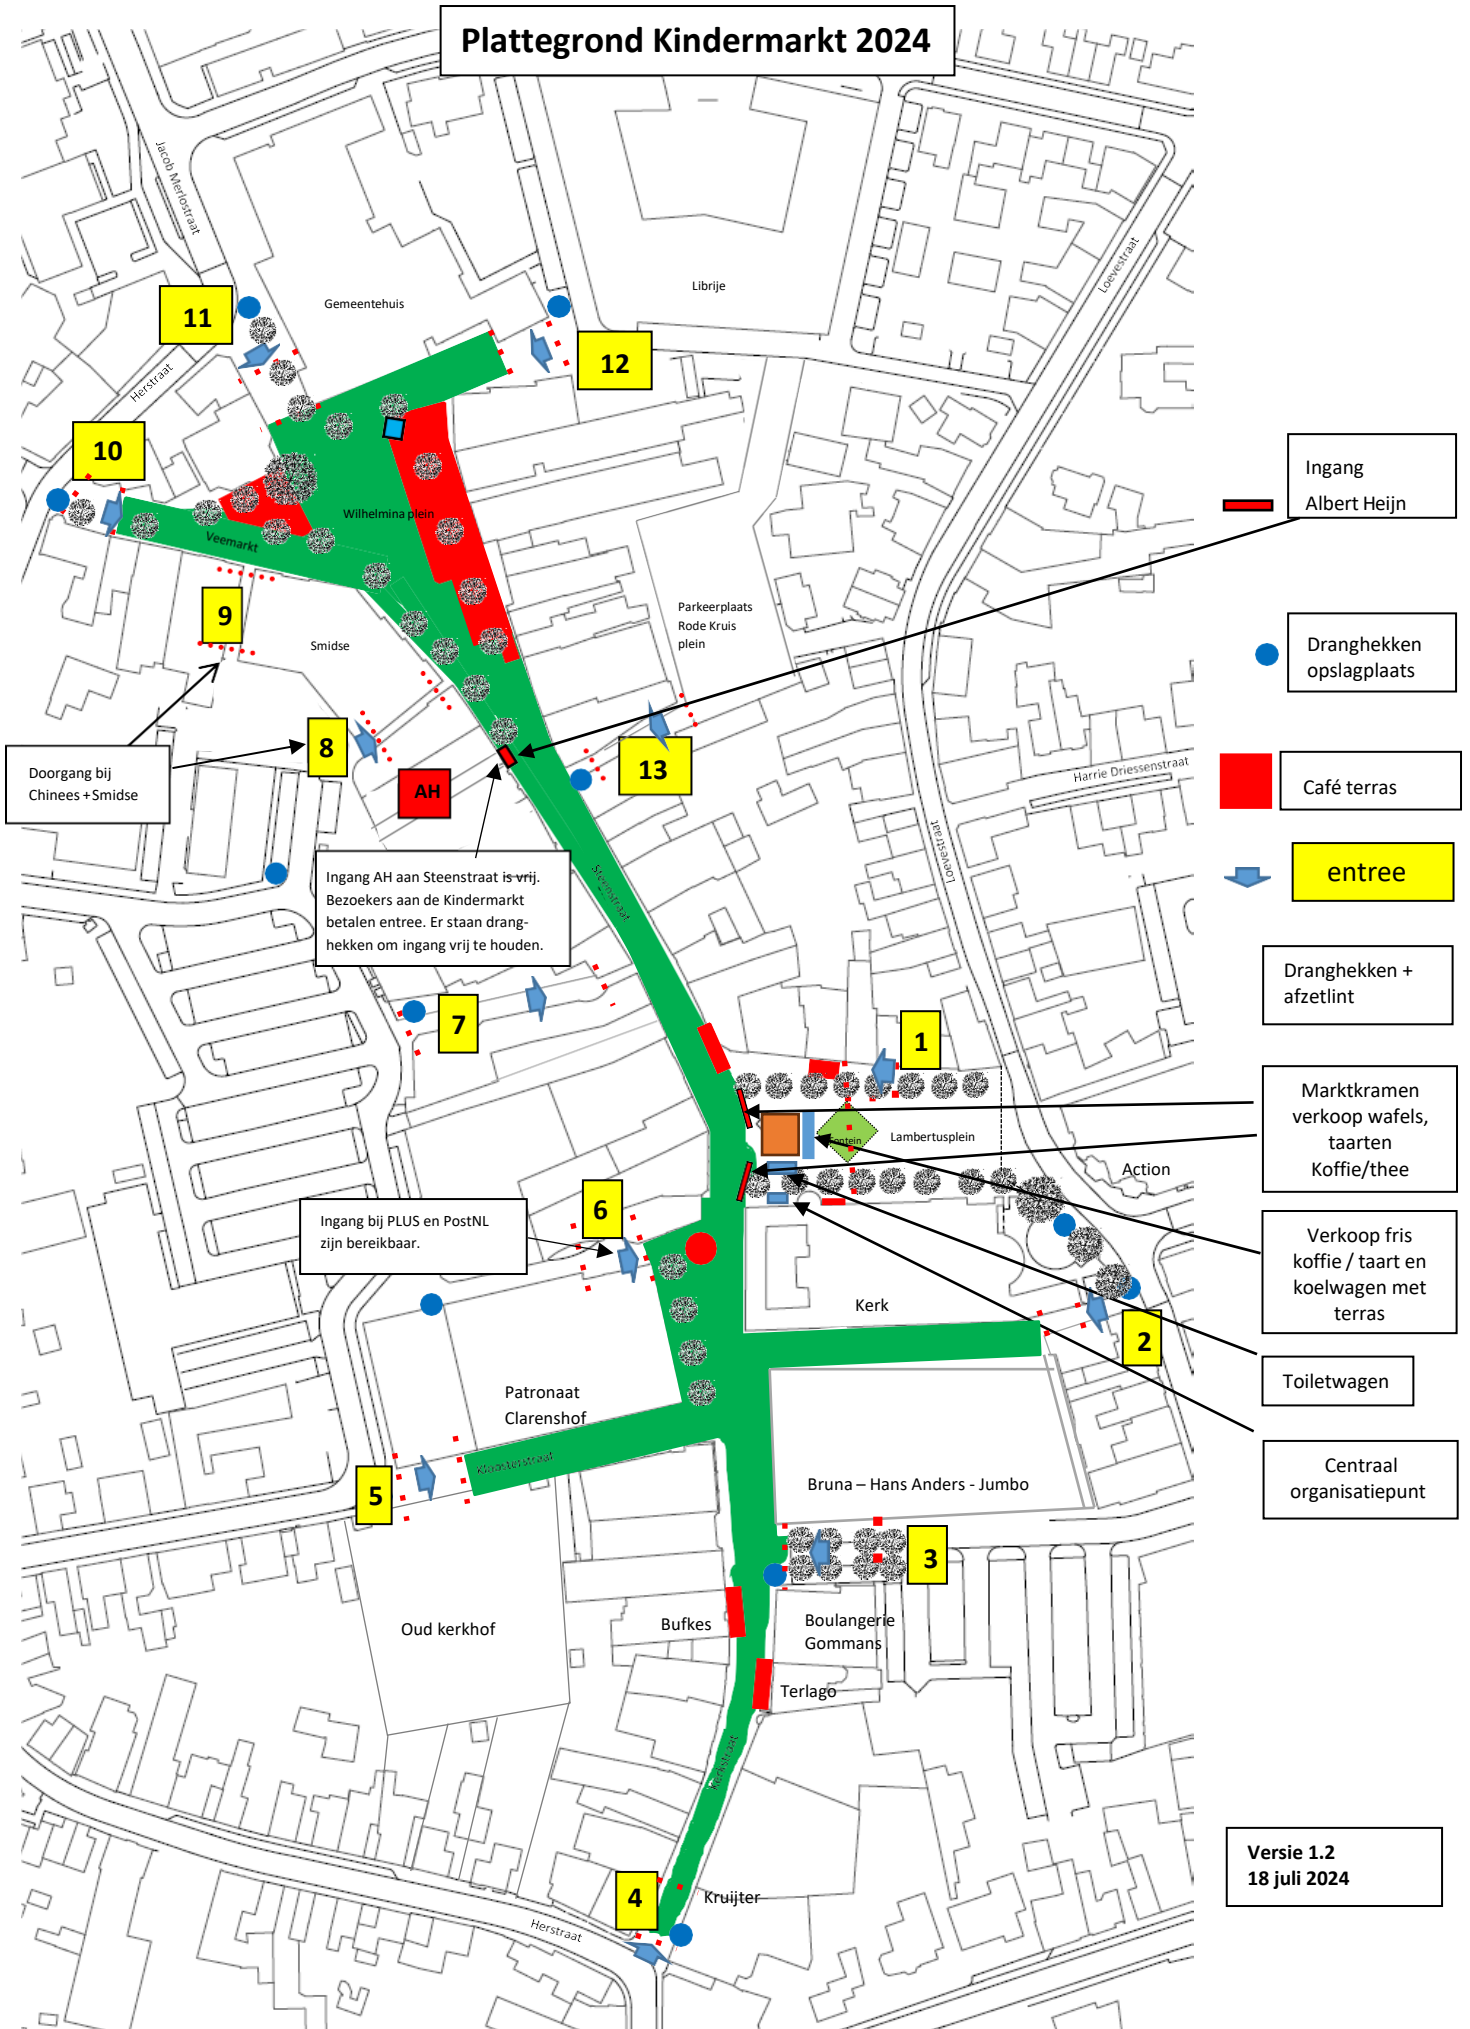 Plattegrond Kindermarkt 2024
Jacob Merlostraat
Loevestraat
Librije
Gemeentehuis
11
12
Herstraat
10
Ingang
Albert Heijn
Wilhelmina plein
Veemarkt
9
Smidse
Parkeerplaats
Rode Kruis
plein
Dranghekken
opslagplaats
8
13
Doorgang bij
Chinees + Smidse
AH
Harrie Driessenstraat
Café terras
Loevestraat
Ingang AH aan Steenstraat is vrij.
Bezoekers aan de Kindermarkt
betalen entree. Er staan drang-
hekken om ingang vrij te houden.
Steenstraat
entree
Dranghekken +
afzetlint
7
1
Marktkramen
verkoop wafels,
taarten
Koffie/thee
Fontein
Lambertusplein
Action
6
Ingang bij PLUS en PostNL
zijn bereikbaar.
Verkoop fris
koffie / taart en
koelwagen met
terras
Kerk
2
Toiletwagen
Patronaat
Clarenshof
Kloosterstraat
Centraal
organisatiepunt
5
Bruna – Hans Anders - Jumbo
3
Oud kerkhof
Bufkes
Boulangerie
Gommans
Terlago
Kerkstraat
4
Kruijter
Herstraat
Versie 1.2
18 juli 2024